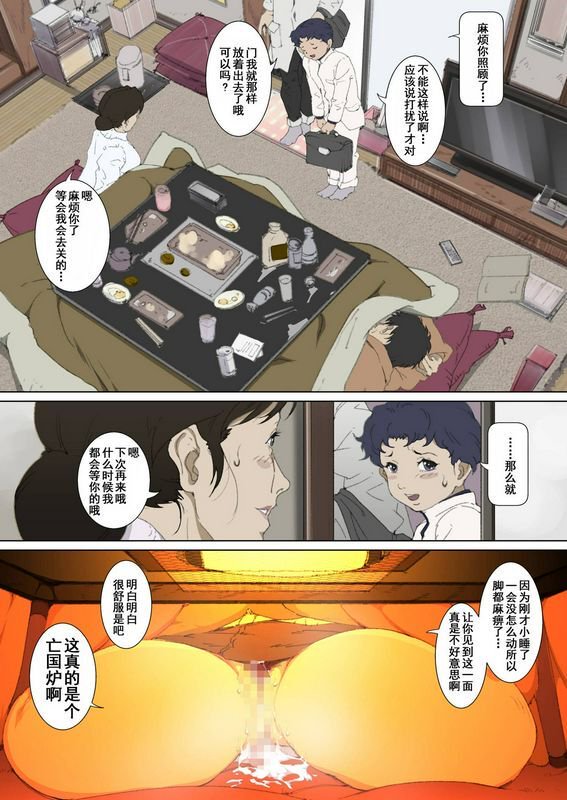 麻烦你照顾了…
不能这样说啊…
应该说打扰了才对
门我就那样
放着出去了哦
可以吗？
嗯
麻烦你了
等会我会去关的…
……那么就
嗯
下次再来哦
什么时候我
都会等你的哦
因为刚才小睡了
一会没怎么动所以
脚都麻痹了…
让你见到这一面
真是不好意思啊
明白明白
很舒服是吧
这真的是个
亡国炉啊